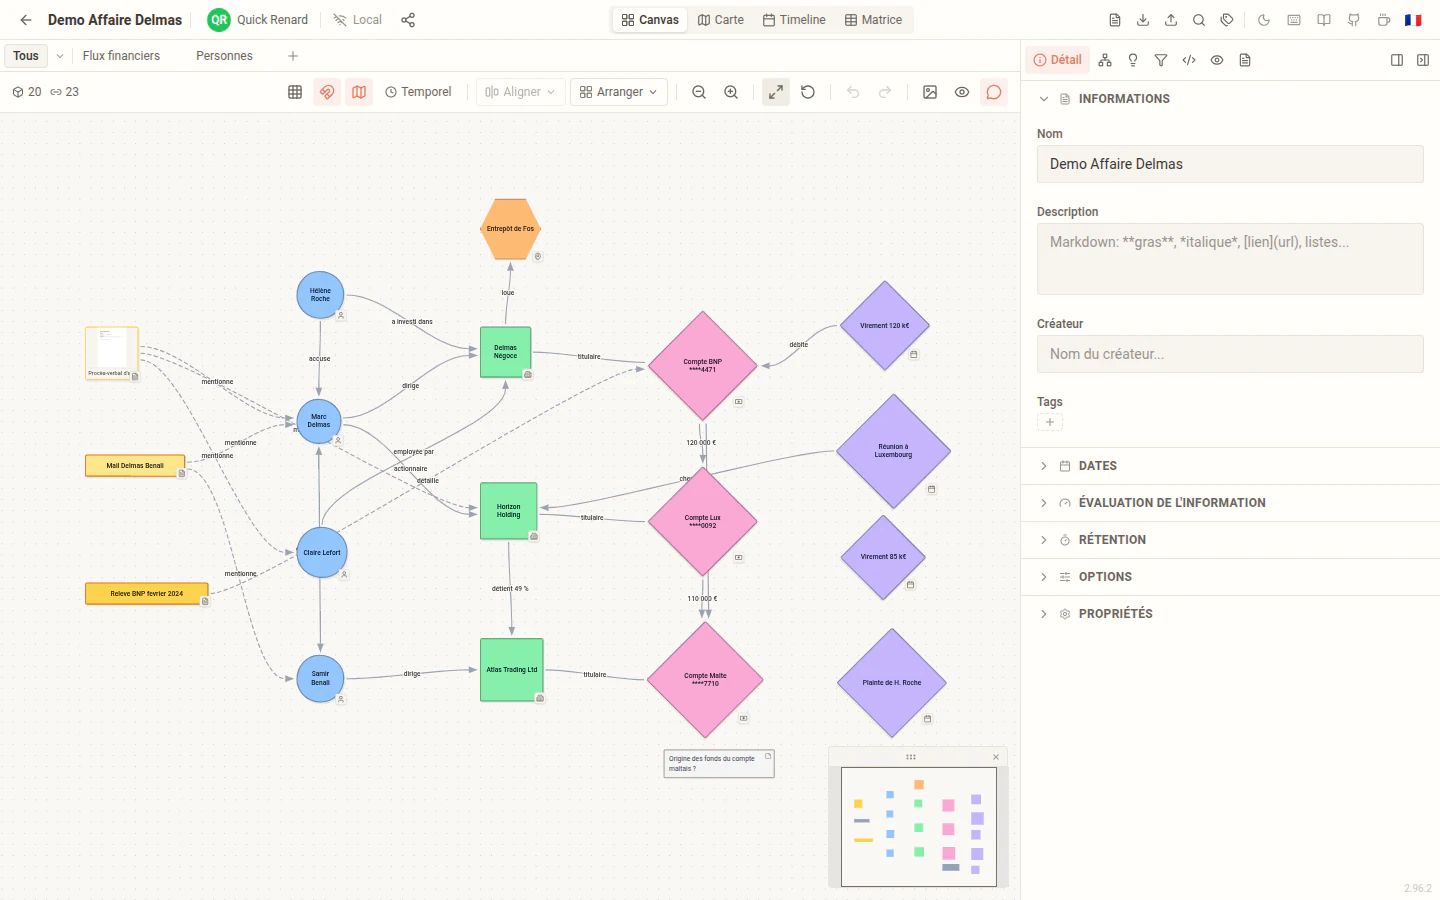 Demo Affaire Delmas
QR
Quick Renard
Local
Canvas
Carte
Timeline
Matrice
Tous
Flux financiers
Personnes
20
23
Temporel
Aligner
Arranger
Détail
INFORMATIONS
Nom
Demo Affaire Delmas
Description
Markdown: **gras**, *italique*, [lien](url), listes...
Créateur
Nom du créateur...
Tags
DATES
ÉVALUATION DE L'INFORMATION
RÉTENTION
OPTIONS
PROPRIÉTÉS
2.96.2
Entrepôt de Fos
loue
Hélène
Roche
a investi dans
accuse
Delmas
Négoce
titulaire
Compte BNP
****4471
débite
Virement 120 k€
Procès-verbal d'a
mentionne
dirige
Marc
Delmas
mentionne
mentionne
Mail Delmas Benali
employée par
actionnaire
détaille
120 000 €
Réunion à
Luxembourg
Horizon
Holding
titulaire
Compte Lux
****0092
Claire Lefort
Virement 85 k€
mentionne
Releve BNP fevrier 2024
détient 49 %
110 000 €
Samir
Benali
dirige
Atlas Trading Ltd
titulaire
Compte Malte
****7710
Plainte de H. Roche
Origine des fonds du compte
maltais ?